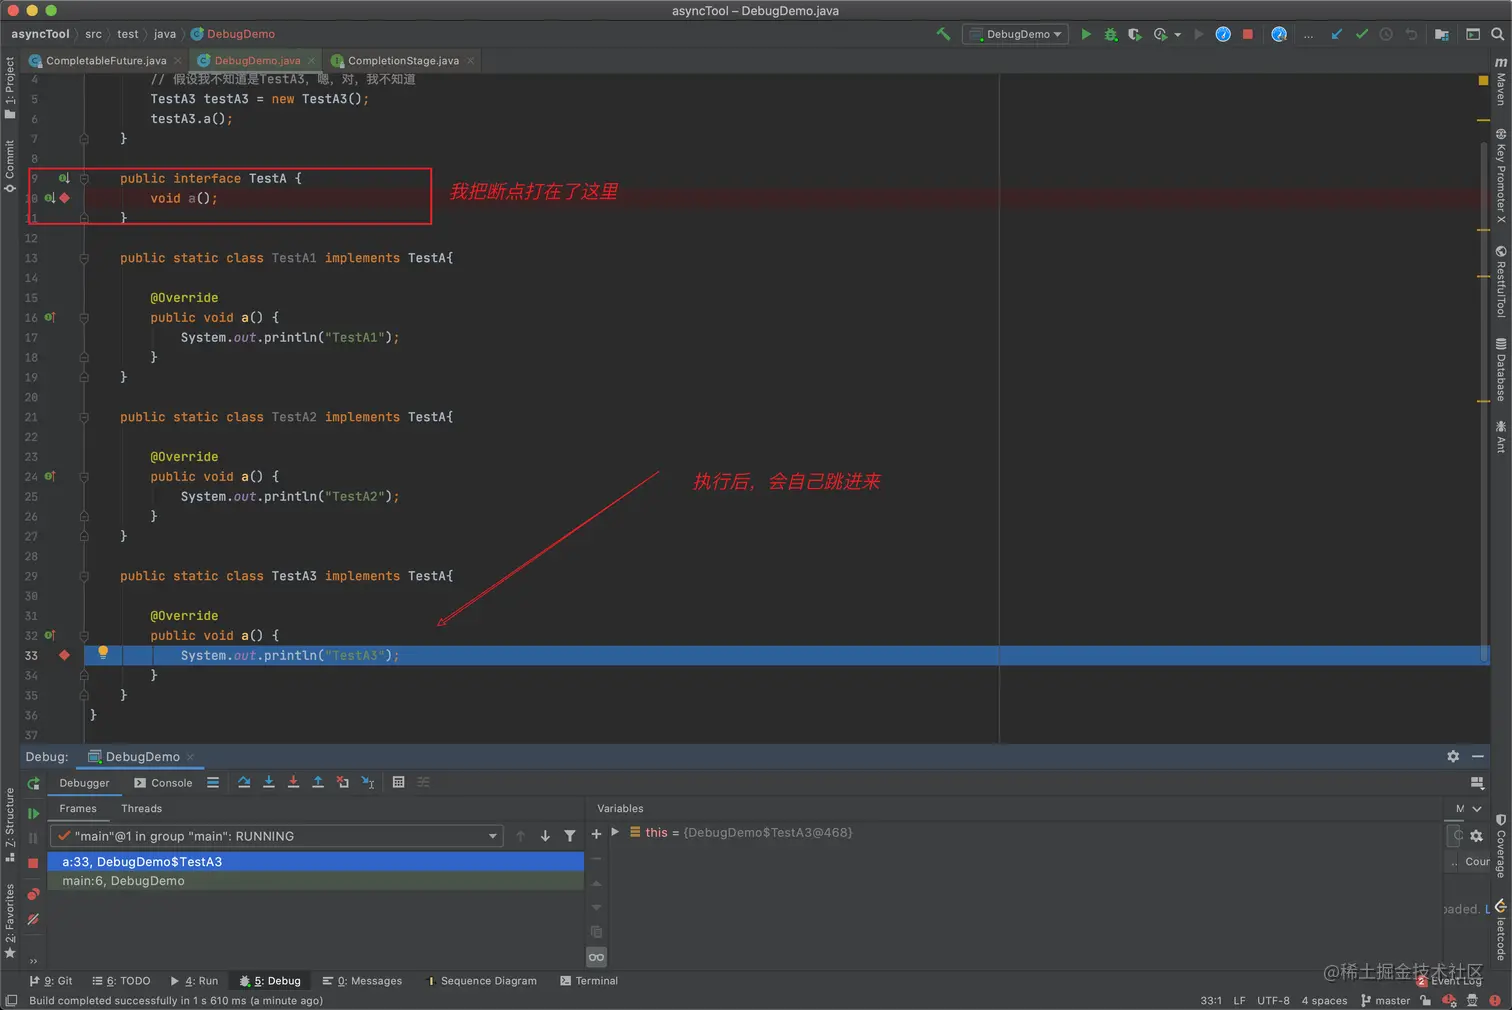 asyncTool – DebugDemo.java
asyncTool › src › test › java › DebugDemo
DebugDemo
...
CompletableFuture.java
DebugDemo.java
CompletionStage.java
1: Project
Commit
4 // 假设我不知道是TestA3，嗯，对，我不知道
5 TestA3 testA3 = new TestA3();
6 testA3.a();
7 }
8
9 public interface TestA {
10 void a();
11 }
我把断点打在了这里
12
13 public static class TestA1 implements TestA{
14
15 @Override
16 public void a() {
17 System.out.println("TestA1");
18 }
19 }
20
21 public static class TestA2 implements TestA{
22
23 @Override
24 public void a() {
25 System.out.println("TestA2");
26 }
27 }
执行后，会自己跳进来
28
29 public static class TestA3 implements TestA{
30
31 @Override
32 public void a() {
33 System.out.println("TestA3");
34 }
35 }
36 }
37
m Maven
Key Promoter X
RestfulTool
Database
Ant
Debug: DebugDemo
Debugger
Console
Frames
Threads
Variables
M
"main"@1 in group "main": RUNNING
this = {DebugDemo$TestA3@468}
a:33, DebugDemo$TestA3
main:6, DebugDemo
.. Cour
oaded. L
Z: Structure
2: Favorites
Coverage
leetcode
@稀土掘金技术社区
9: Git
6: TODO
4: Run
5: Debug
0: Messages
Sequence Diagram
Terminal
2 Event Log
Build completed successfully in 1 s 610 ms (a minute ago)
33:1 LF UTF-8 4 spaces master